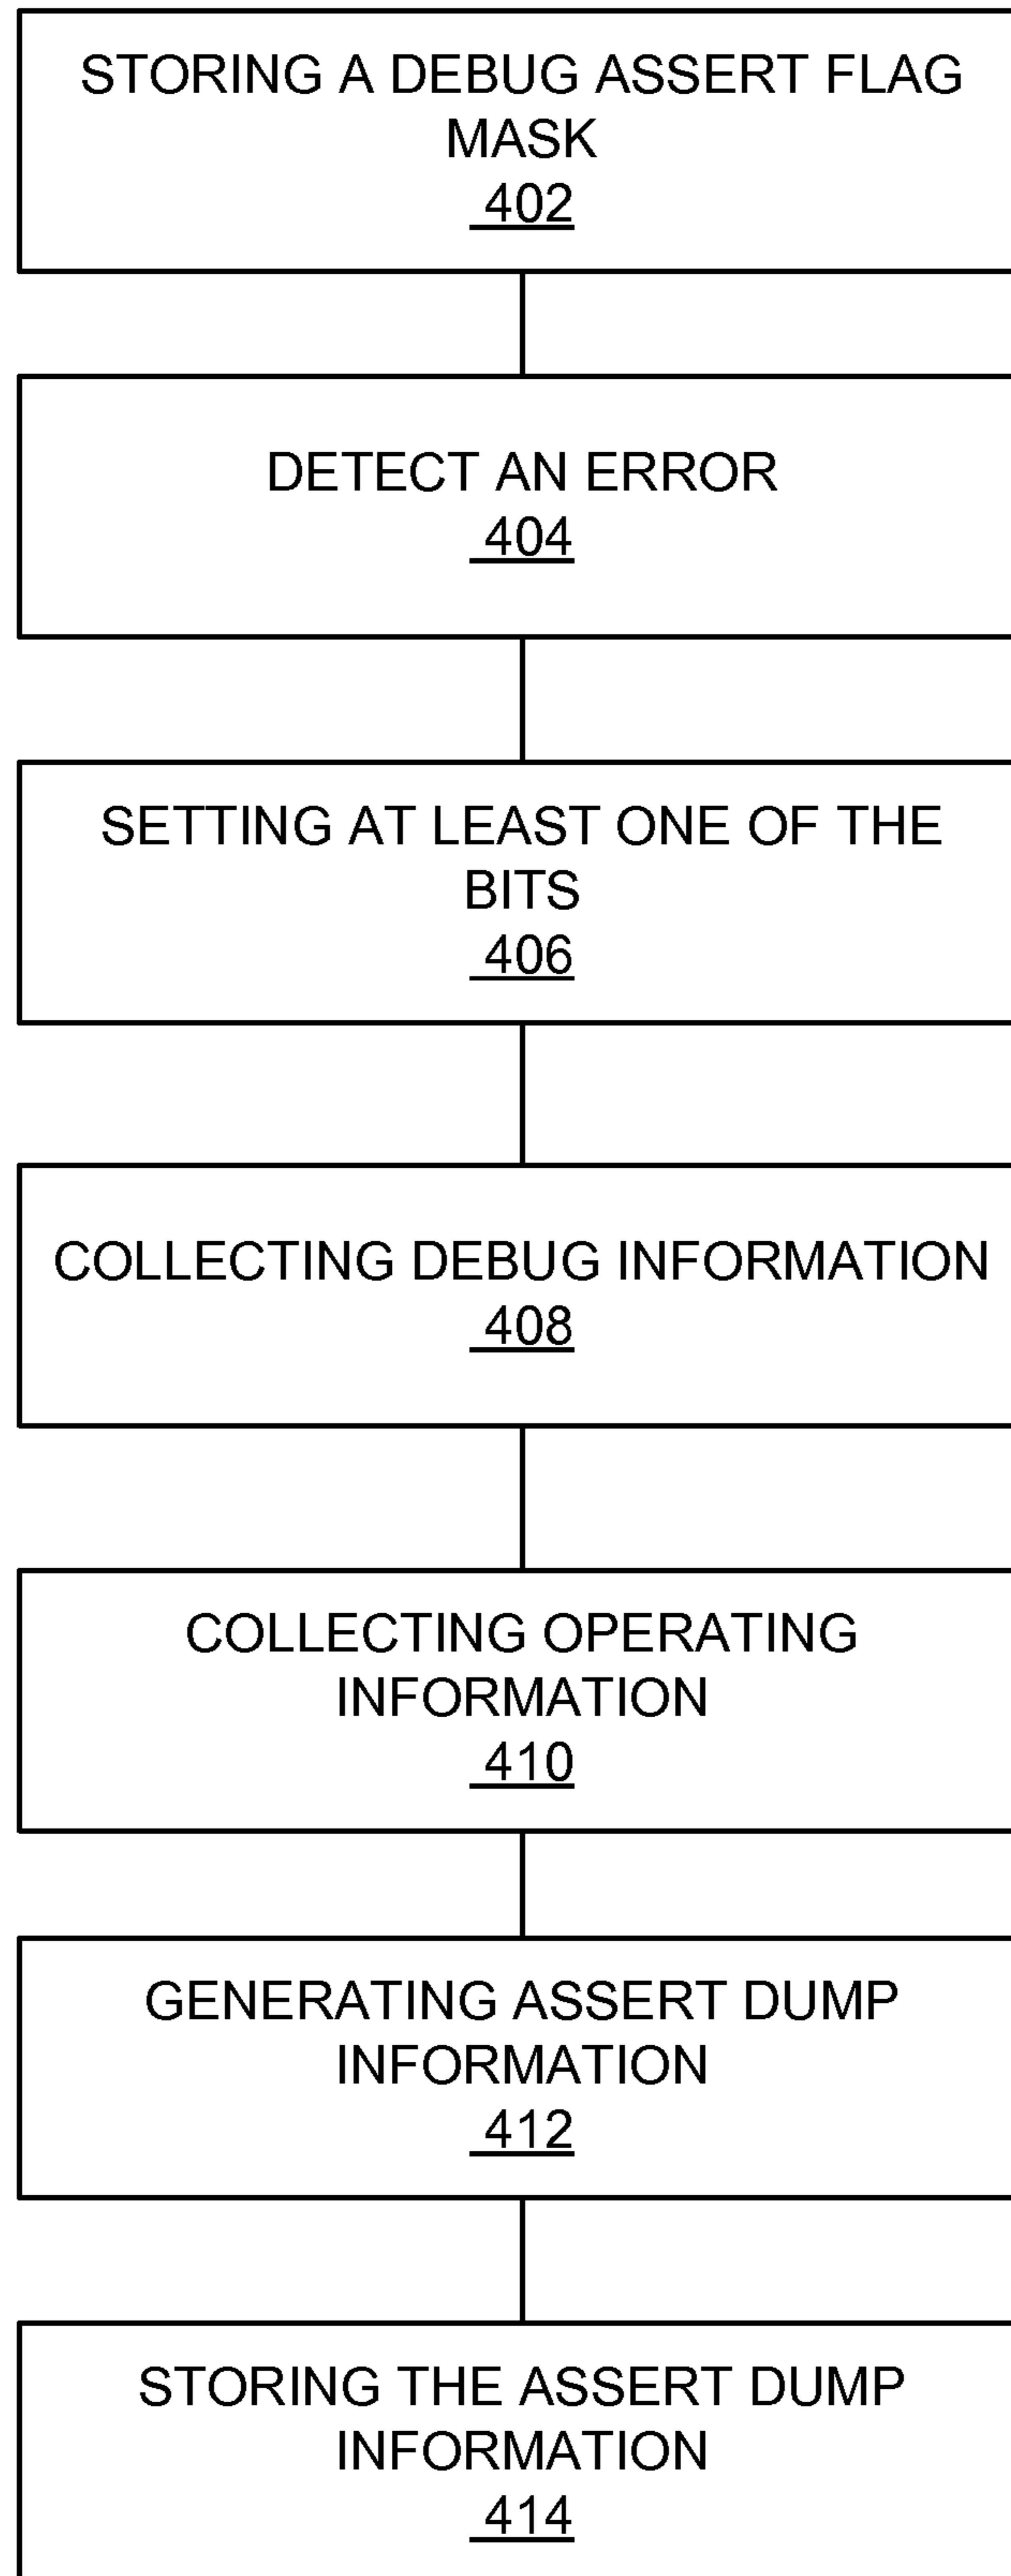 STORING A DEBUG ASSERT FLAG
MASK
402
DETECT AN ERROR
404
SETTING AT LEAST ONE OF THE
BITS
406
COLLECTING DEBUG INFORMATION
408
COLLECTING OPERATING
INFORMATION
410
GENERATING ASSERT DUMP
INFORMATION
412
STORING THE ASSERT DUMP
INFORMATION
414